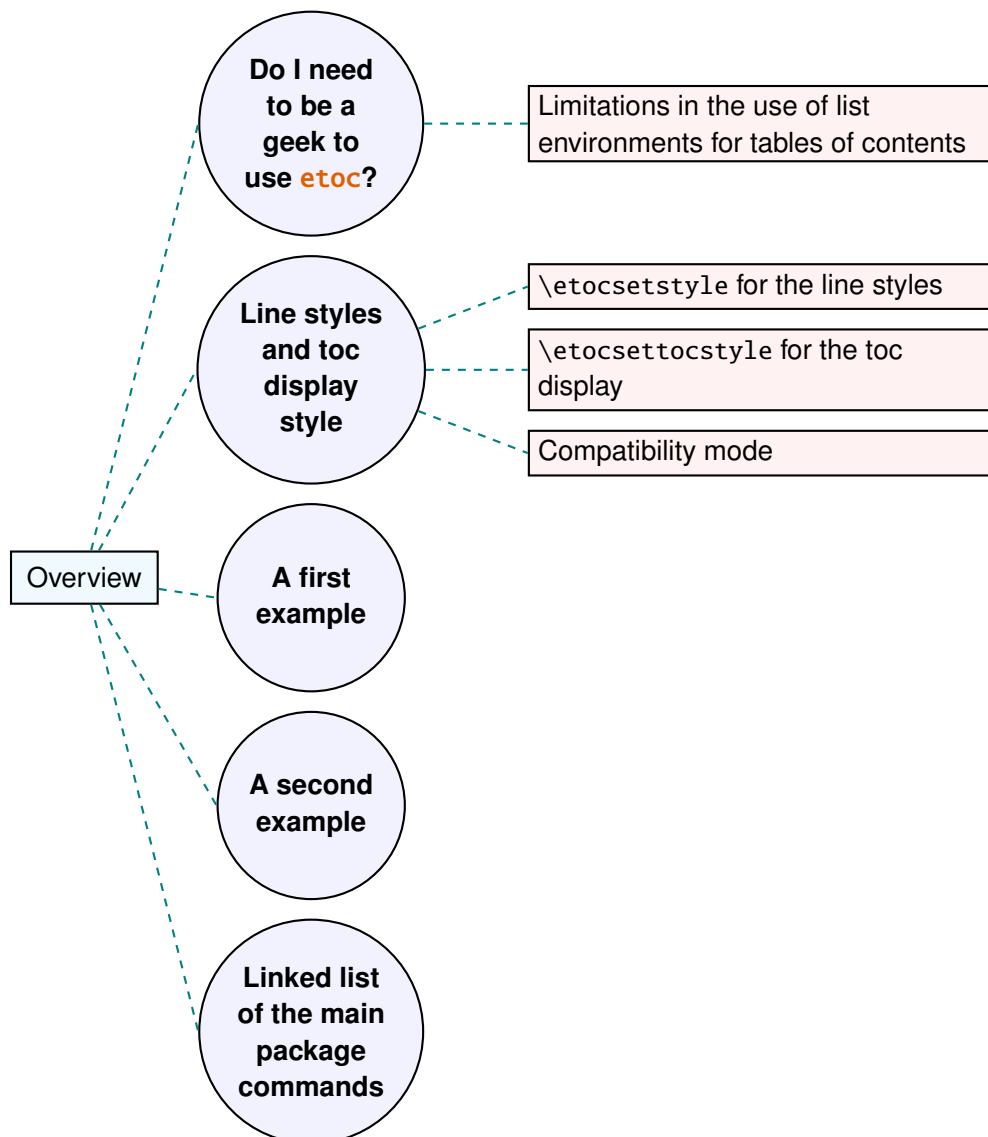 Do I need
to be a
geek to
use etoc?
Limitations in the use of list
environments for tables of contents
Line styles
and toc
display
style
\etocsetstyle for the line styles
\etocsettocstyle for the toc
display
Compatibility mode
Overview
A first
example
A second
example
Linked list
of the main
package
commands